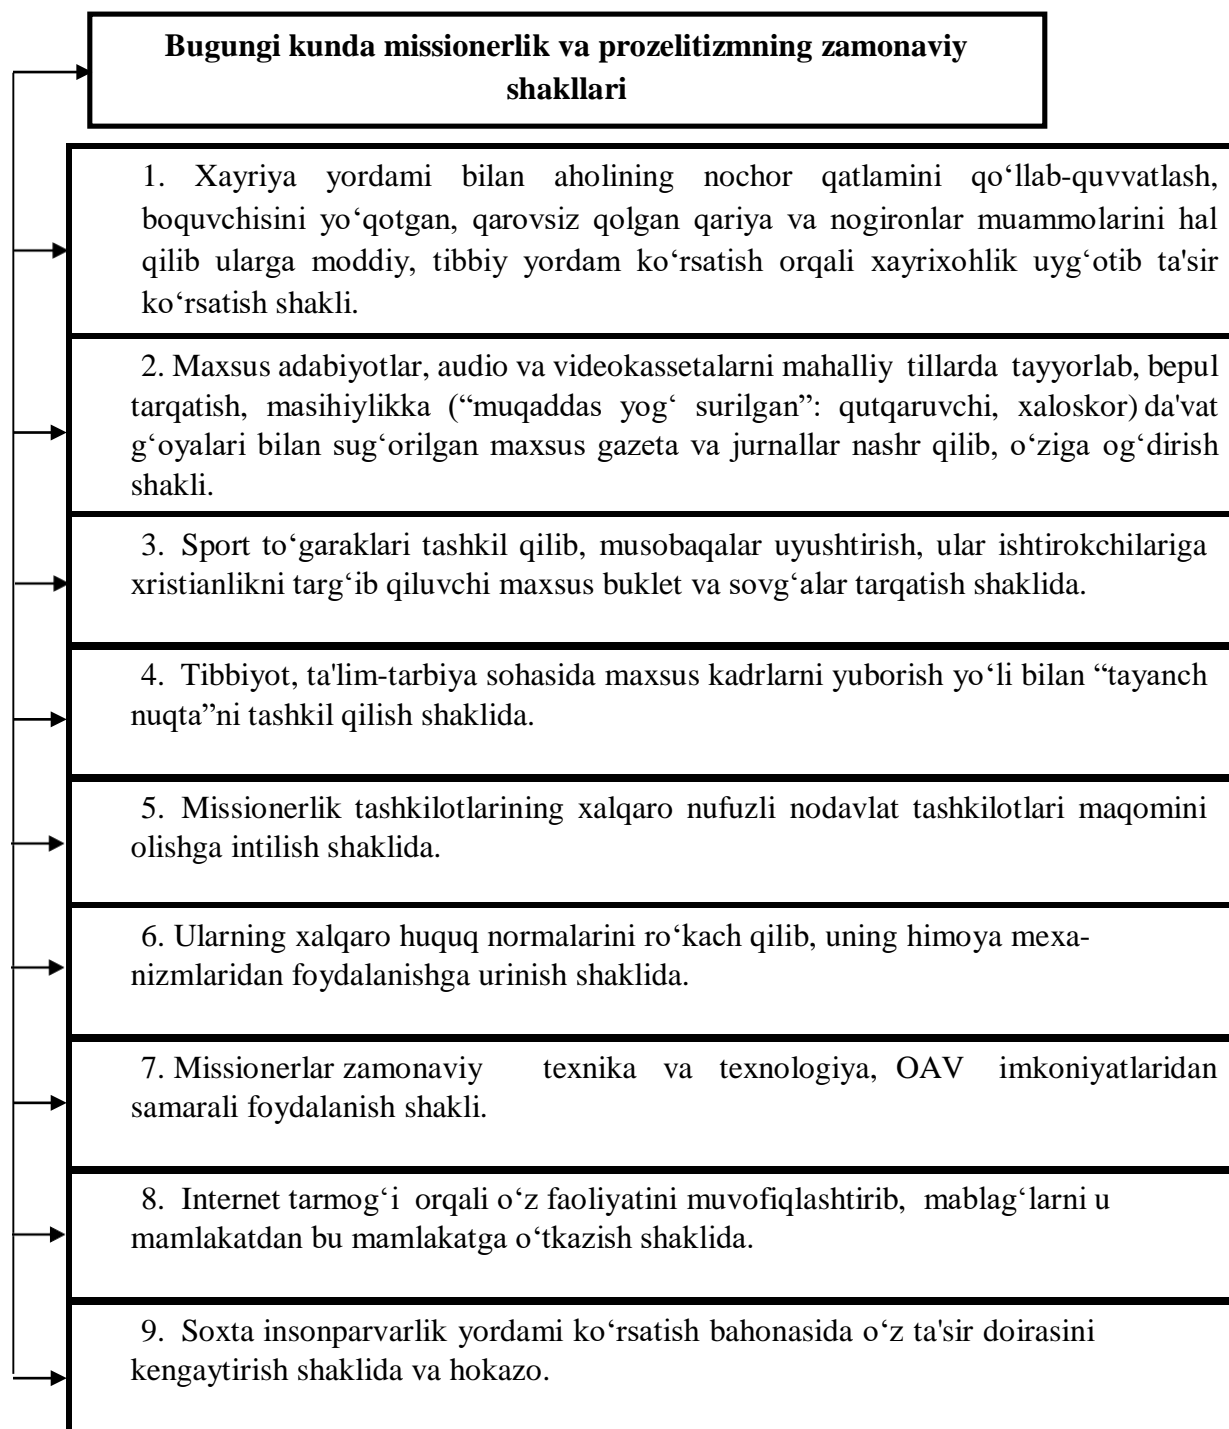 Bugungi kunda missionerlik va prozelitizmning zamonaviy
shakllari
1. Xayriya yordami bilan aholining nochor qatlamini qo‘llab-quvvatlash,
boquvchisini yo‘qotgan, qarovsiz qolgan qariya va nogironlar muammolarini hal
qilib ularga moddiy, tibbiy yordam ko‘rsatish orqali xayrixohlik uyg‘otib ta'sir
ko‘rsatish shakli.
2. Maxsus adabiyotlar, audio va videokassetalarni mahalliy tillarda tayyorlab, bepul
tarqatish, masihiylikka (“muqaddas yog‘ surilgan”: qutqaruvchi, xaloskor) da'vat
g‘oyalari bilan sug‘orilgan maxsus gazeta va jurnallar nashr qilib, o‘ziga og‘dirish
shakli.
3. Sport to‘garaklari tashkil qilib, musobaqalar uyushtirish, ular ishtirokchilariga
xristianlikni targ‘ib qiluvchi maxsus buklet va sovg‘alar tarqatish shaklida.
4. Tibbiyot, ta'lim-tarbiya sohasida maxsus kadrlarni yuborish yo‘li bilan “tayanch
nuqta”ni tashkil qilish shaklida.
5. Missionerlik tashkilotlarining xalqaro nufuzli nodavlat tashkilotlari maqomini
olishga intilish shaklida.
6. Ularning xalqaro huquq normalarini ro‘kach qilib, uning himoya mexa-
nizmlaridan foydalanishga urinish shaklida.
7. Missionerlar zamonaviy texnika va texnologiya, OAV imkoniyatlaridan
samarali foydalanish shakli.
8. Internet tarmog‘i orqali o‘z faoliyatini muvofiqlashtirib, mablag‘larni u
mamlakatdan bu mamlakatga o‘tkazish shaklida.
9. Soxta insonparvarlik yordami ko‘rsatish bahonasida o‘z ta'sir doirasini
kengaytirish shaklida va hokazo.